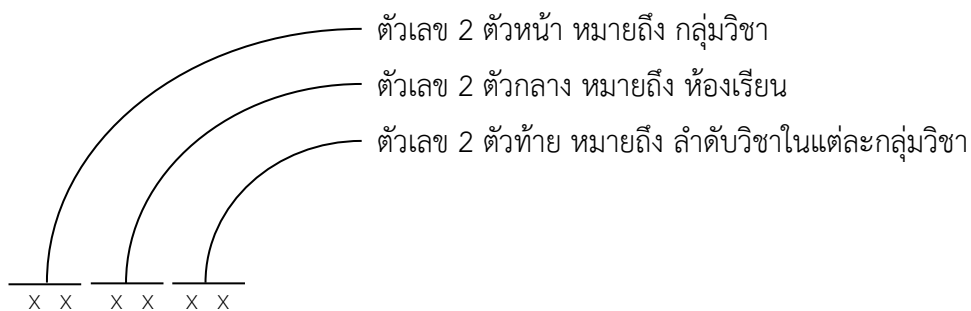 ตัวเลข 2 ตัวหน้า หมายถึง กลุ่มวิชา
ตัวเลข 2 ตัวกลาง หมายถึง ห้องเรียน
ตัวเลข 2 ตัวท้าย หมายถึง ลำดับวิชาในแต่ละกลุ่มวิชา
X X X X X X